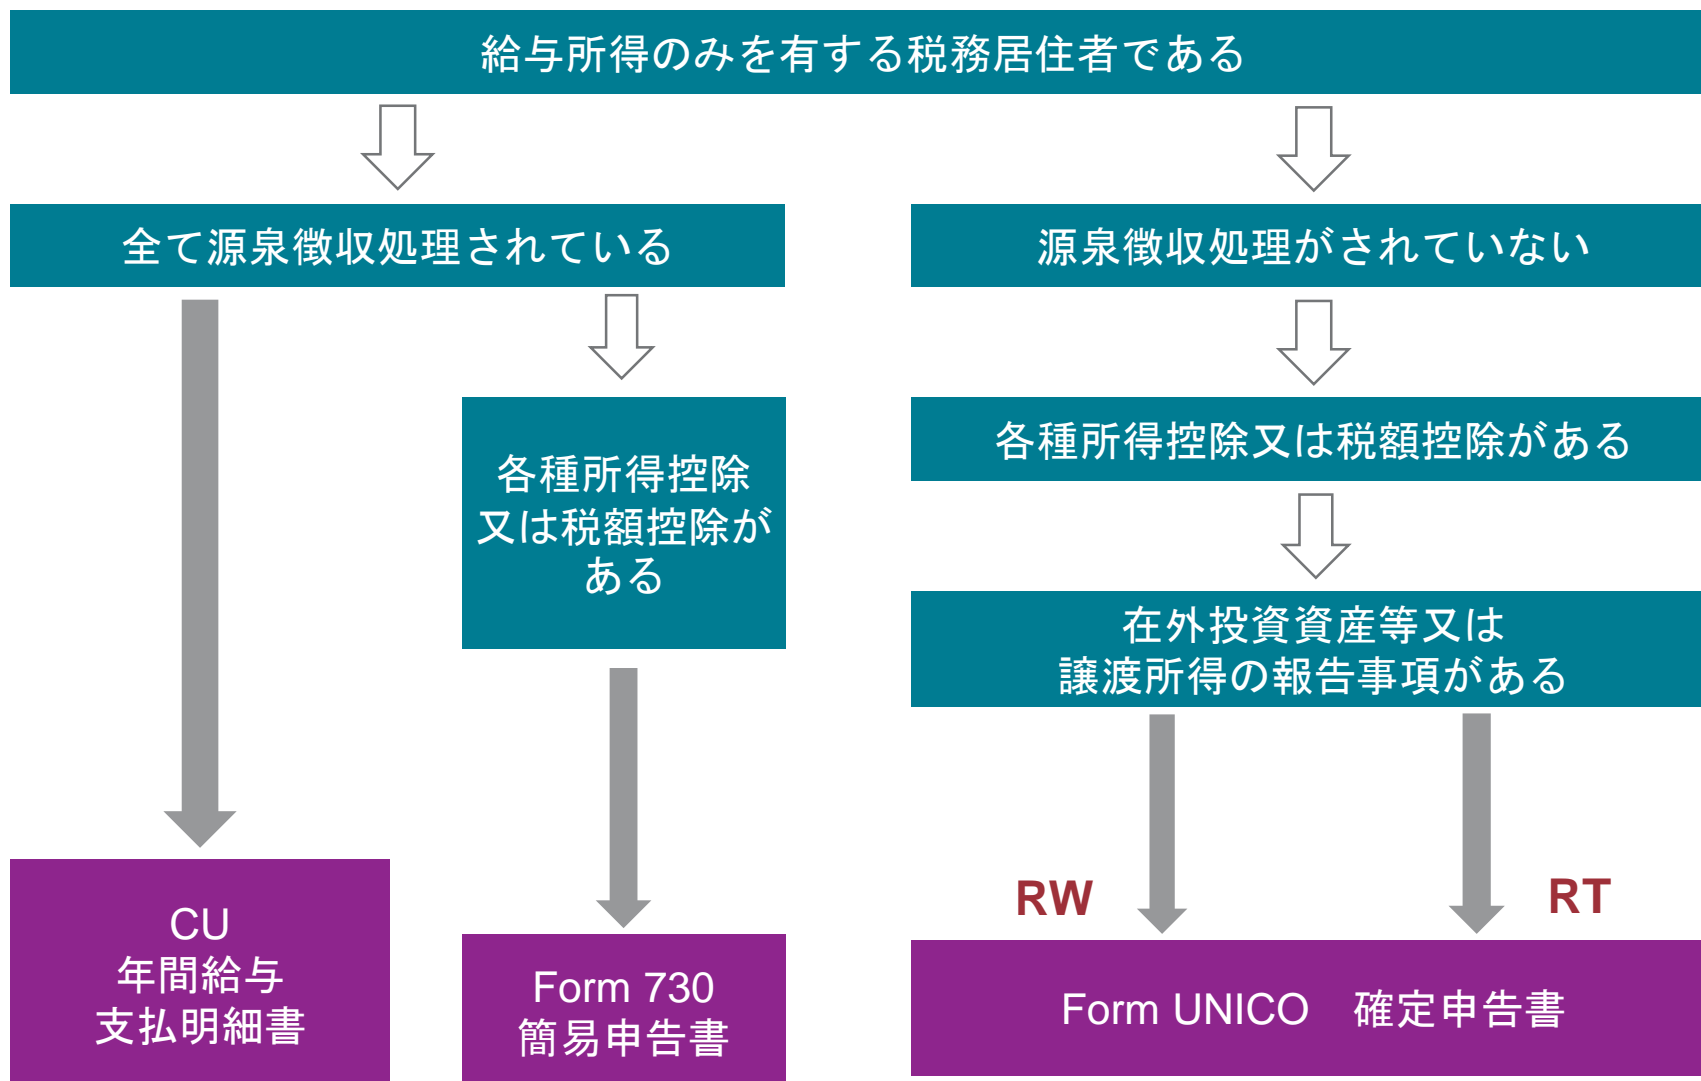 給与所得のみを有する税務居住者である
全て源泉徴収処理されている
源泉徴収処理がされていない
各種所得控除
又は税額控除が
ある
各種所得控除又は税額控除がある
在外投資資産等又は
譲渡所得の報告事項がある
RW
RT
CU
年間給与
支払明細書
Form 730
簡易申告書
Form UNICO　確定申告書